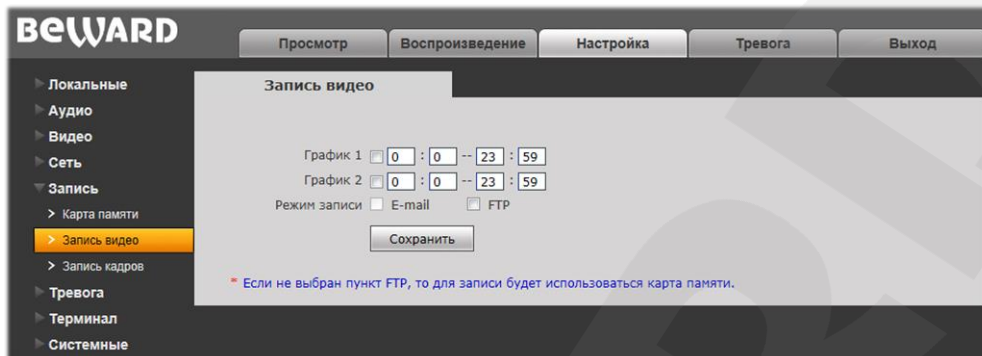 BEWARD
Просмотр Воспроизведение Настройка Тревога Выход
Локальные
Аудио
Видео
Сеть
Запись
Карта памяти
Запись видео
Запись кадров
Тревога
Терминал
Системные
Запись видео
График 1 0 : 0 -- 23 : 59
График 2 0 : 0 -- 23 : 59
Режим записи E-mail FTP
Сохранить
* Если не выбран пункт FTP, то для записи будет использоваться карта памяти.